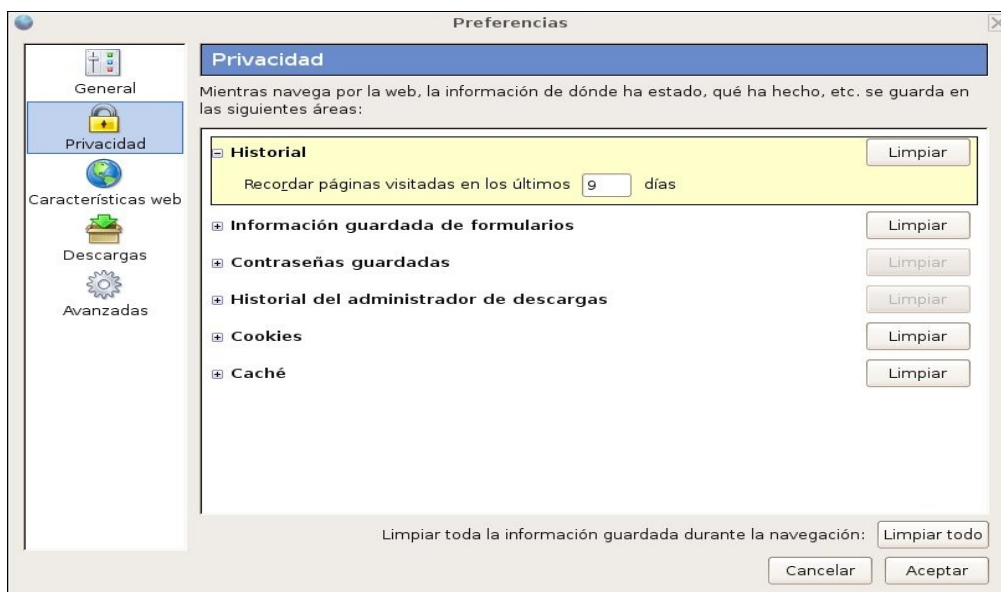 Preferencias
General
Privacidad
Características web
Descargas
Avanzadas
Privacidad
Mientras navega por la web, la información de dónde ha estado, qué ha hecho, etc. se guarda en
las siguientes áreas:
Historial Limpiar
Recordar páginas visitadas en los últimos 9 días
Información guardada de formularios Limpiar
Contraseñas guardadas Limpiar
Historial del administrador de descargas Limpiar
Cookies Limpiar
Caché Limpiar
Limpiar toda la información guardada durante la navegación: Limpiar todo
Cancelar Aceptar